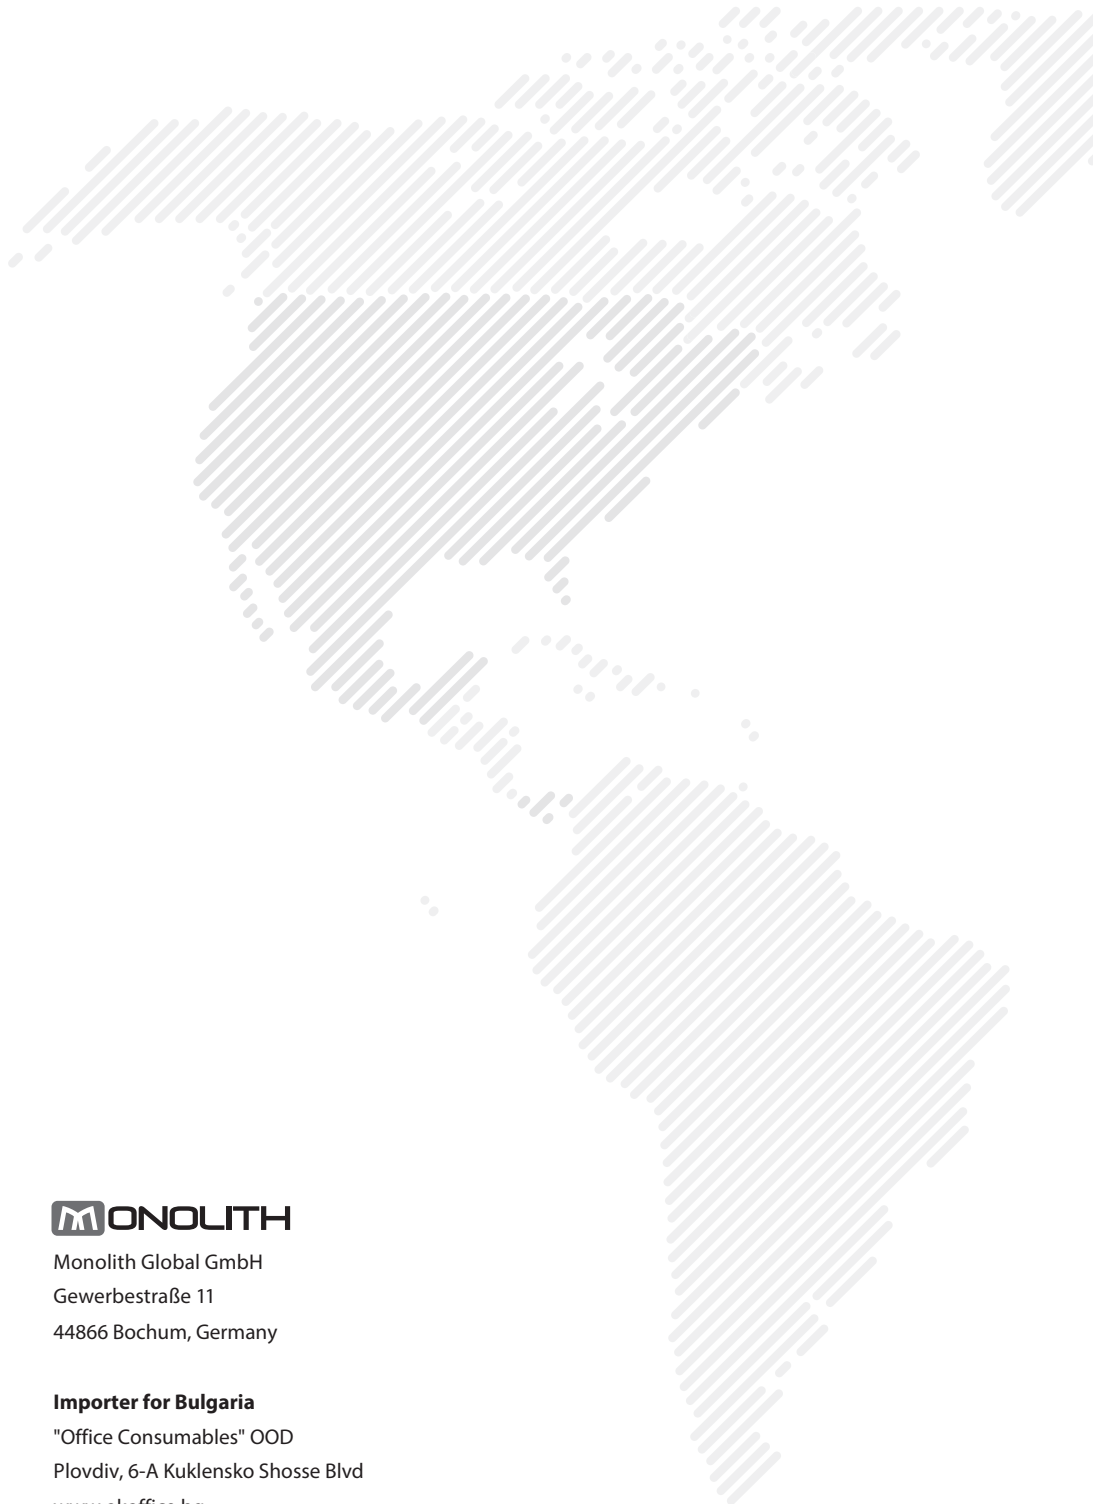 MONOLITH
Monolith Global GmbH
Gewerbestraße 11
44866 Bochum, Germany
Importer for Bulgaria
"Office Consumables" OOD
Plovdiv, 6-A Kuklensko Shosse Blvd